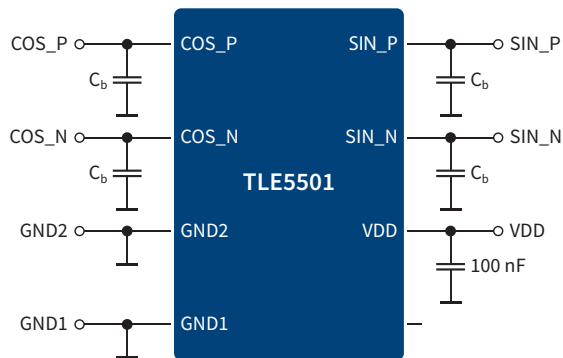 COS_P COS_P SIN_P SIN_P
Cb Cb
COS_N COS_N SIN_N SIN_N
Cb Cb
TLE5501
GND2 GND2 VDD VDD
100 nF
GND1 GND1